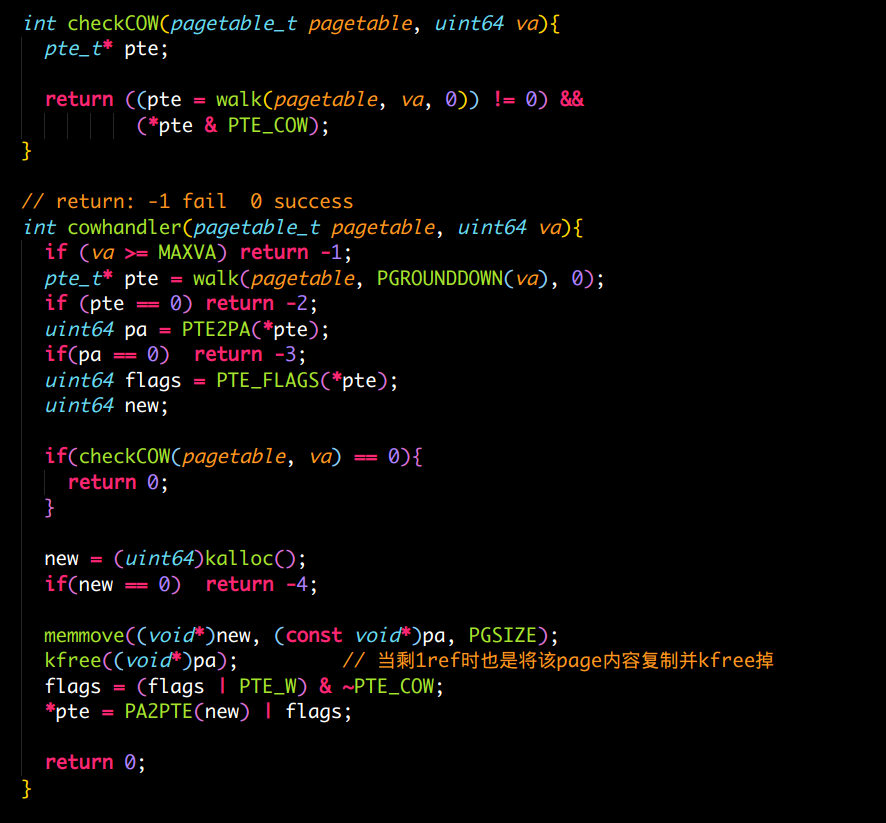 int checkCOW(pagetable_t pagetable, uint64 va){
  pte_t* pte;
  return ((pte = walk(pagetable, va, 0)) != 0) &&
          (*pte & PTE_COW);
}
// return: -1 fail  0 success
int cowhandler(pagetable_t pagetable, uint64 va){
  if (va >= MAXVA) return -1;
  pte_t* pte = walk(pagetable, PGROUNDDOWN(va), 0);
  if (pte == 0) return -2;
  uint64 pa = PTE2PA(*pte);
  if(pa == 0)  return -3;
  uint64 flags = PTE_FLAGS(*pte);
  uint64 new;
  if(checkCOW(pagetable, va) == 0){
    return 0;
  }
  new = (uint64)kalloc();
  if(new == 0)  return -4;
  memmove((void*)new, (const void*)pa, PGSIZE);
  kfree((void*)pa);         // 当剩1ref时也是将该page内容复制并kfree掉
  flags = (flags | PTE_W) & ~PTE_COW;
  *pte = PA2PTE(new) | flags;
  return 0;
}